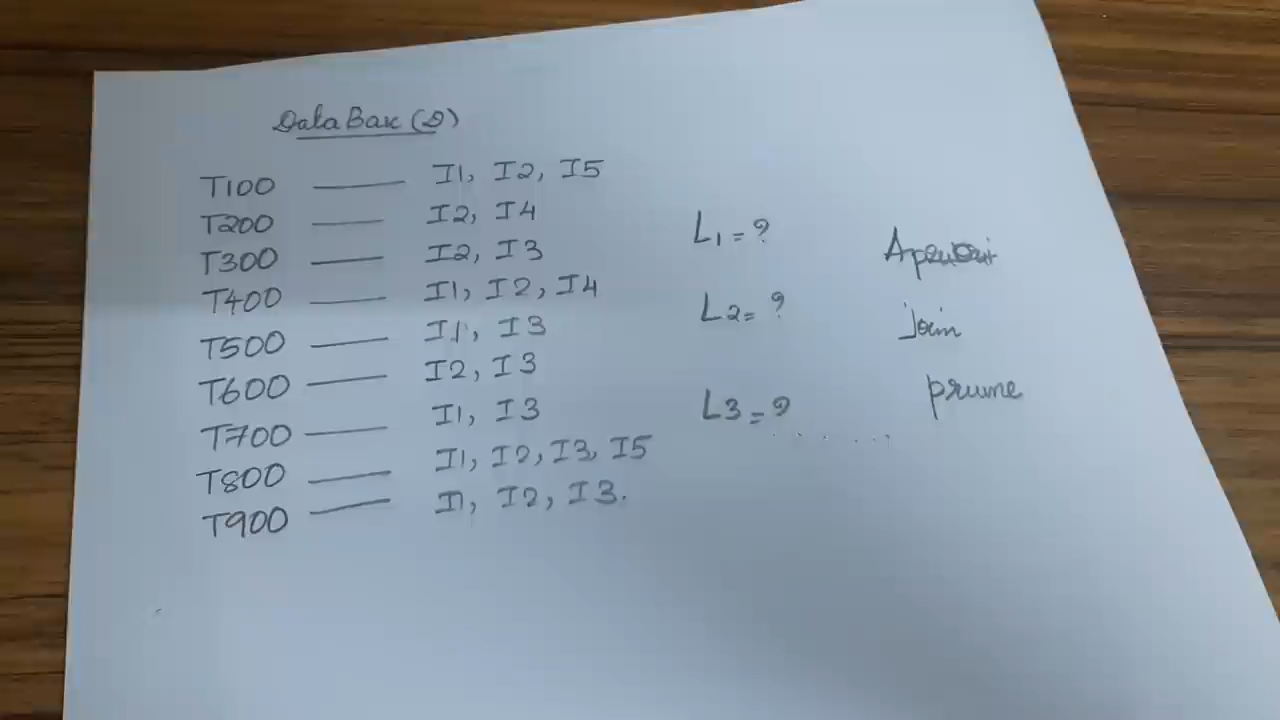 DataBase (D)
T100 —— I1, I2, I5
T200 —— I2, I4
T300 —— I2, I3
T400 —— I1, I2, I4
T500 —— I1, I3
T600 —— I2, I3
T700 —— I1, I3
T800 —— I1, I2, I3, I5
T900 —— I1, I2, I3.
L1 = ?
L2 = ?
L3 = ?
.......
Apriori
Join
prune